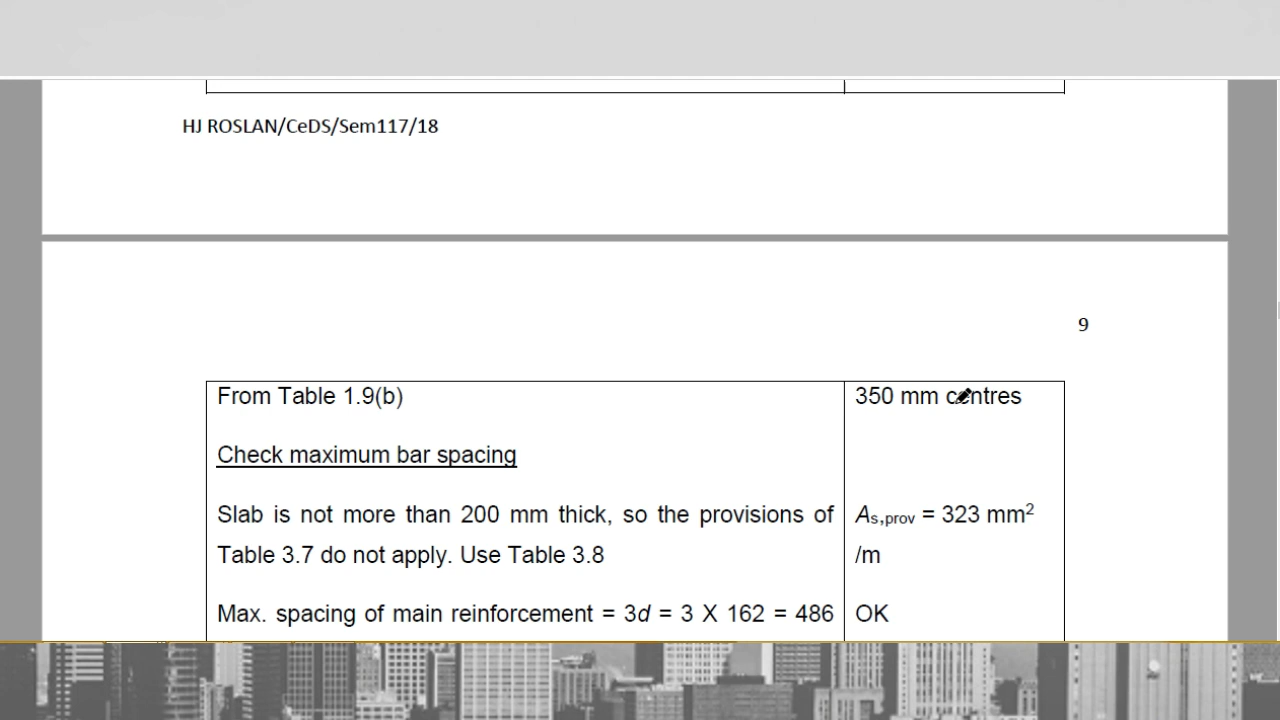 HJ ROSLAN/CeDS/Sem117/18
9
From Table 1.9(b)
350 mm centres
Check maximum bar spacing
Slab is not more than 200 mm thick, so the provisions of
As,prov = 323 mm2
Table 3.7 do not apply. Use Table 3.8
/m
Max. spacing of main reinforcement = 3d = 3 X 162 = 486
OK